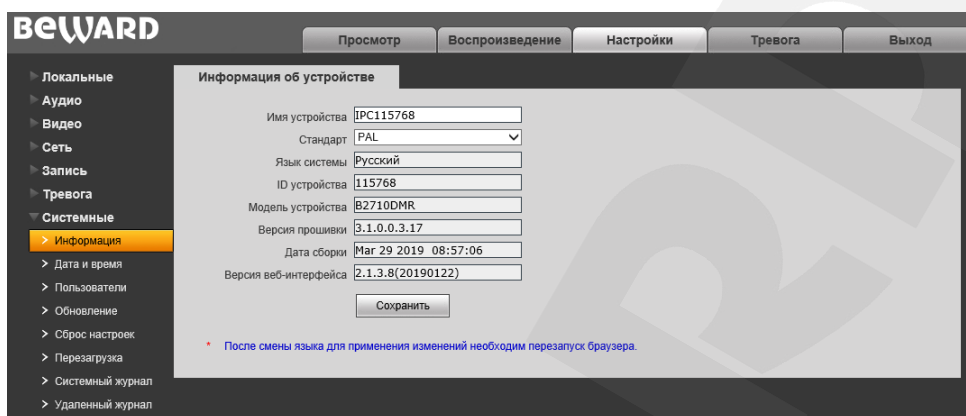 BEWARD
Просмотр Воспроизведение Настройки Тревога Выход
Локальные
Аудио
Видео
Сеть
Запись
Тревога
Системные
Информация
Дата и время
Пользователи
Обновление
Сброс настроек
Перезагрузка
Системный журнал
Удаленный журнал
Информация об устройстве
Имя устройства IPC115768
Стандарт PAL
Язык системы Русский
ID устройства 115768
Модель устройства B2710DMR
Версия прошивки 3.1.0.0.3.17
Дата сборки Mar 29 2019 08:57:06
Версия веб-интерфейса 2.1.3.8(20190122)
Сохранить
* После смены языка для применения изменений необходим перезапуск браузера.